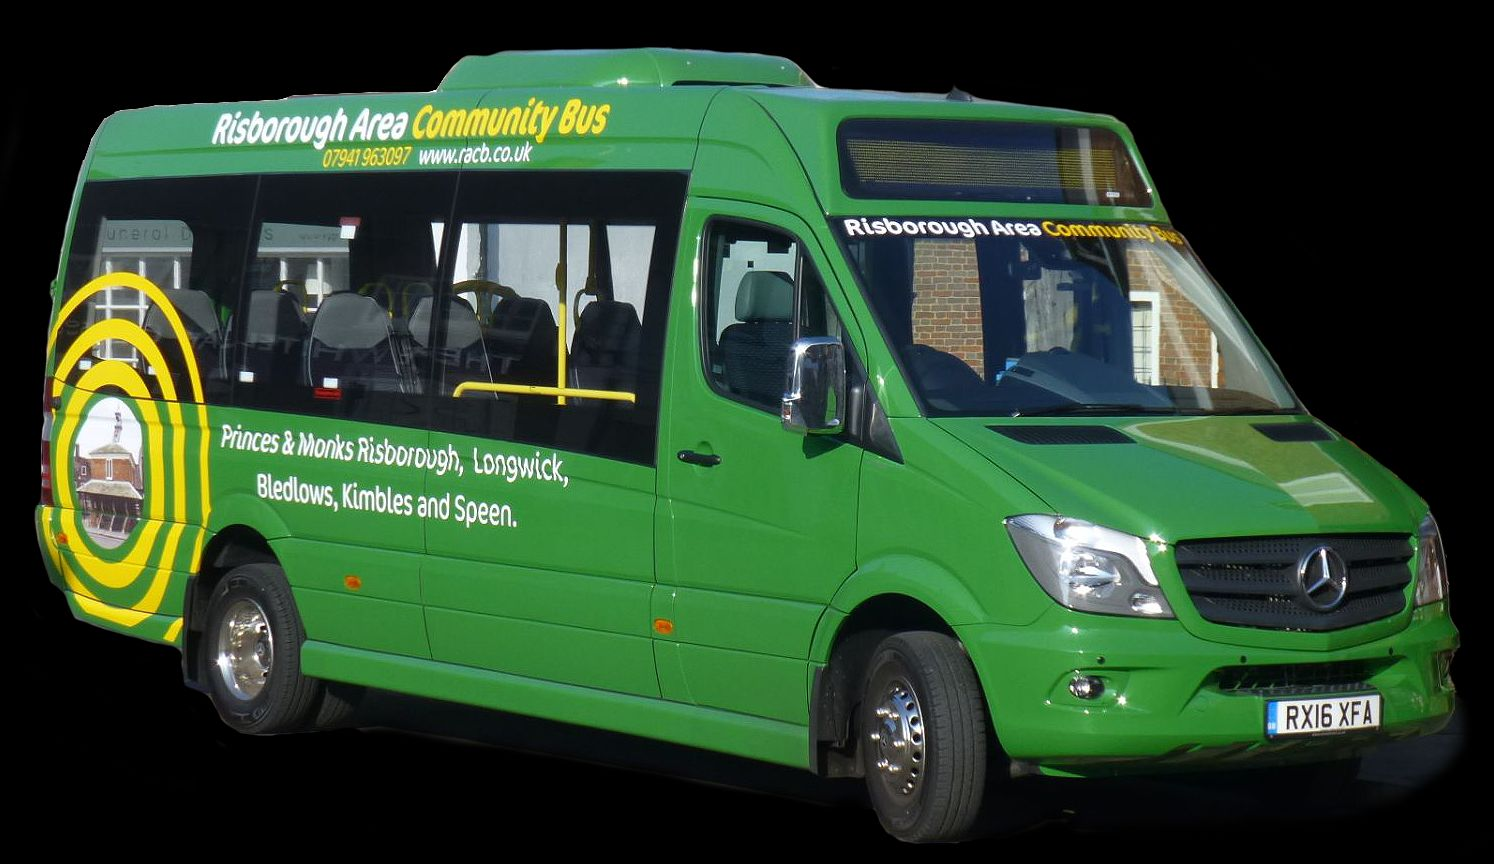 Risborough Area Community Bus
07941 963097 www.racb.co.uk
Risborough Area Community Bus
Princes & Monks Risborough, Longwick,
Bledlows, Kimbles and Speen.
RX16 XFA